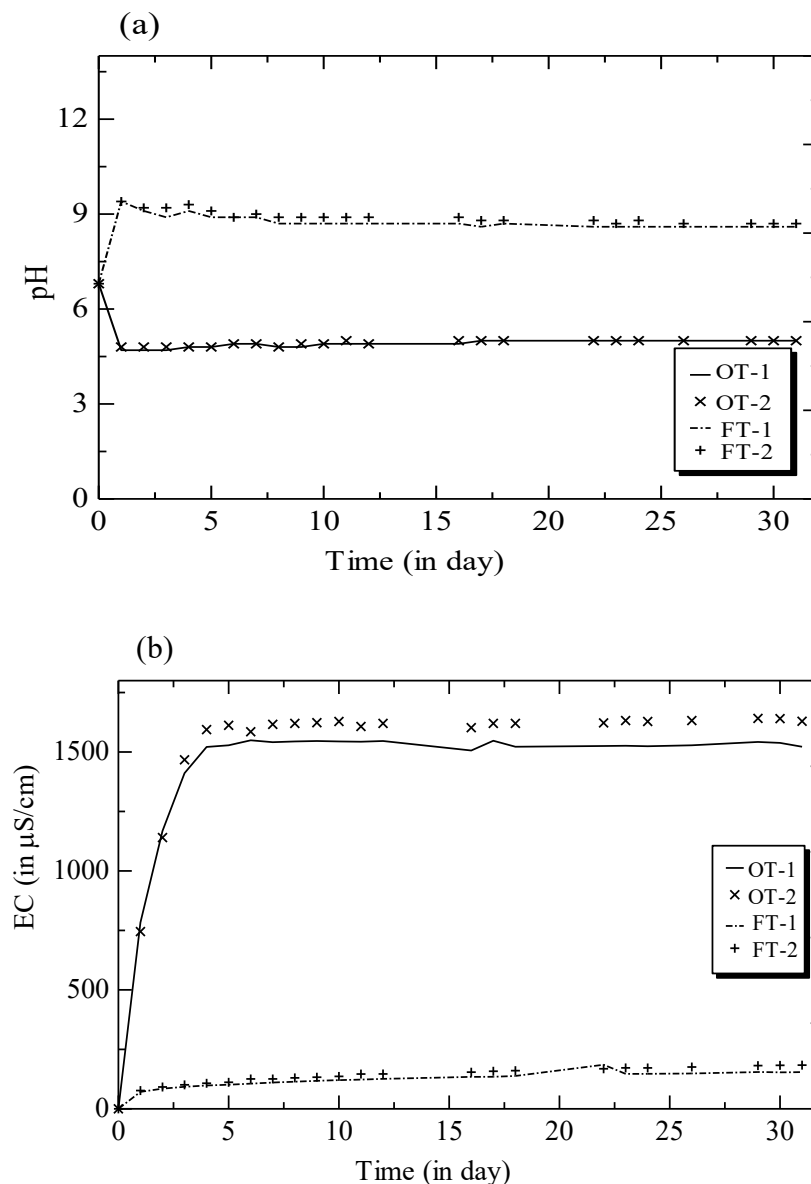 (a)
12
9
6
3
0
pH
OT-1
OT-2
FT-1
FT-2
0 5 10 15 20 25 30
Time (in day)
(b)
1500
1000
500
0
EC (in µS/cm)
OT-1
OT-2
FT-1
FT-2
0 5 10 15 20 25 30
Time (in day)